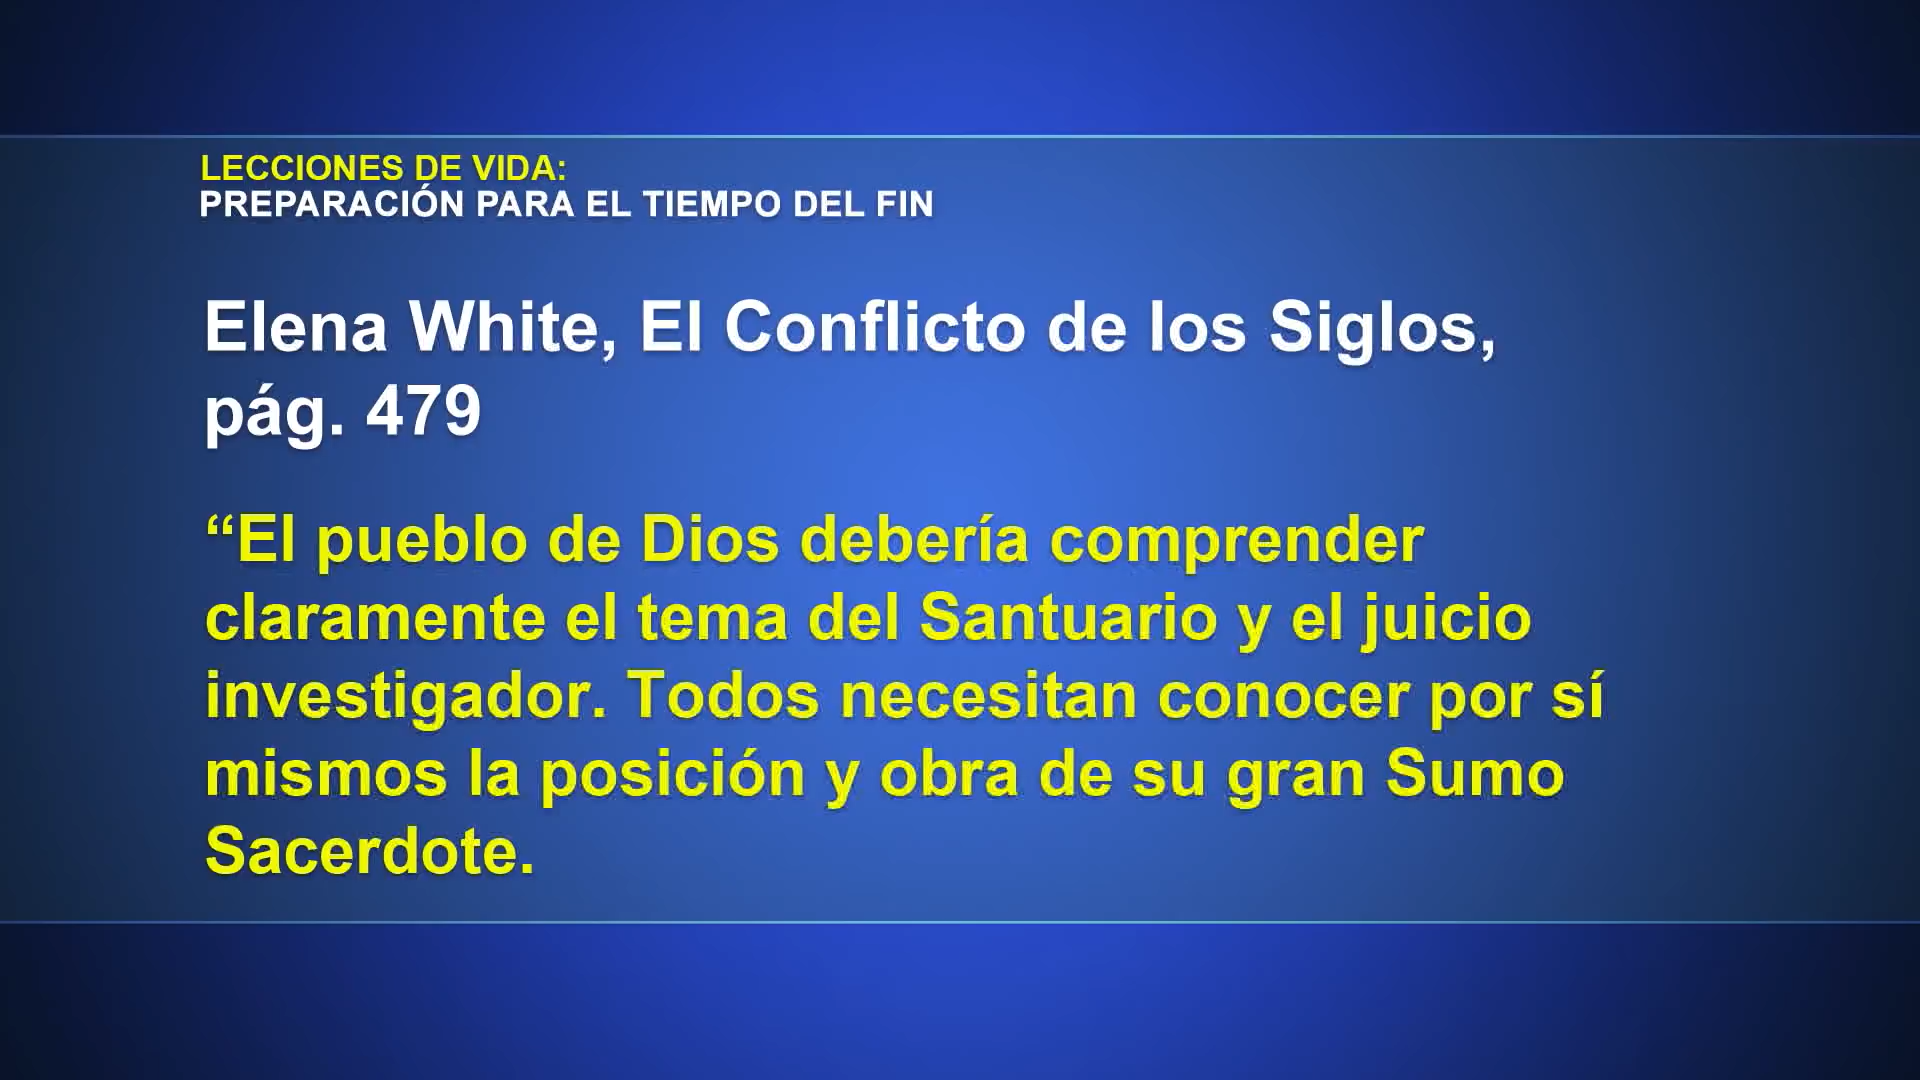 LECCIONES DE VIDA:
PREPARACIÓN PARA EL TIEMPO DEL FIN
Elena White, El Conflicto de los Siglos,
pág. 479
“El pueblo de Dios debería comprender
claramente el tema del Santuario y el juicio
investigador. Todos necesitan conocer por sí
mismos la posición y obra de su gran Sumo
Sacerdote.